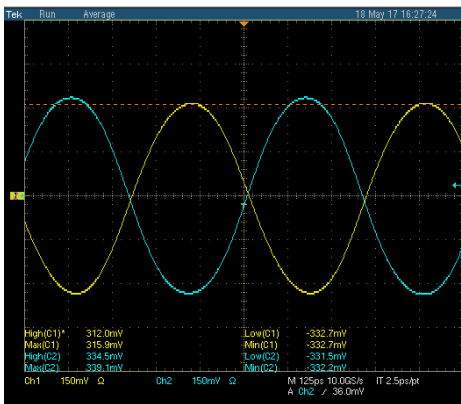 Tek Run Average 18 May 17 16:27:24
High(C1)* 312.0mV Low(C1) -332.7mV
Max(C1) 315.9mV Min(C1) -332.7mV
High(C2) 334.5mV Low(C2) -331.5mV
Max(C2) 339.1mV Min(C2) -332.2mV
Ch1 150mV Ω Ch2 150mV Ω M 125ps 10.0GS/s IT 2.5ps/pt
A Ch2 / 36.0mV